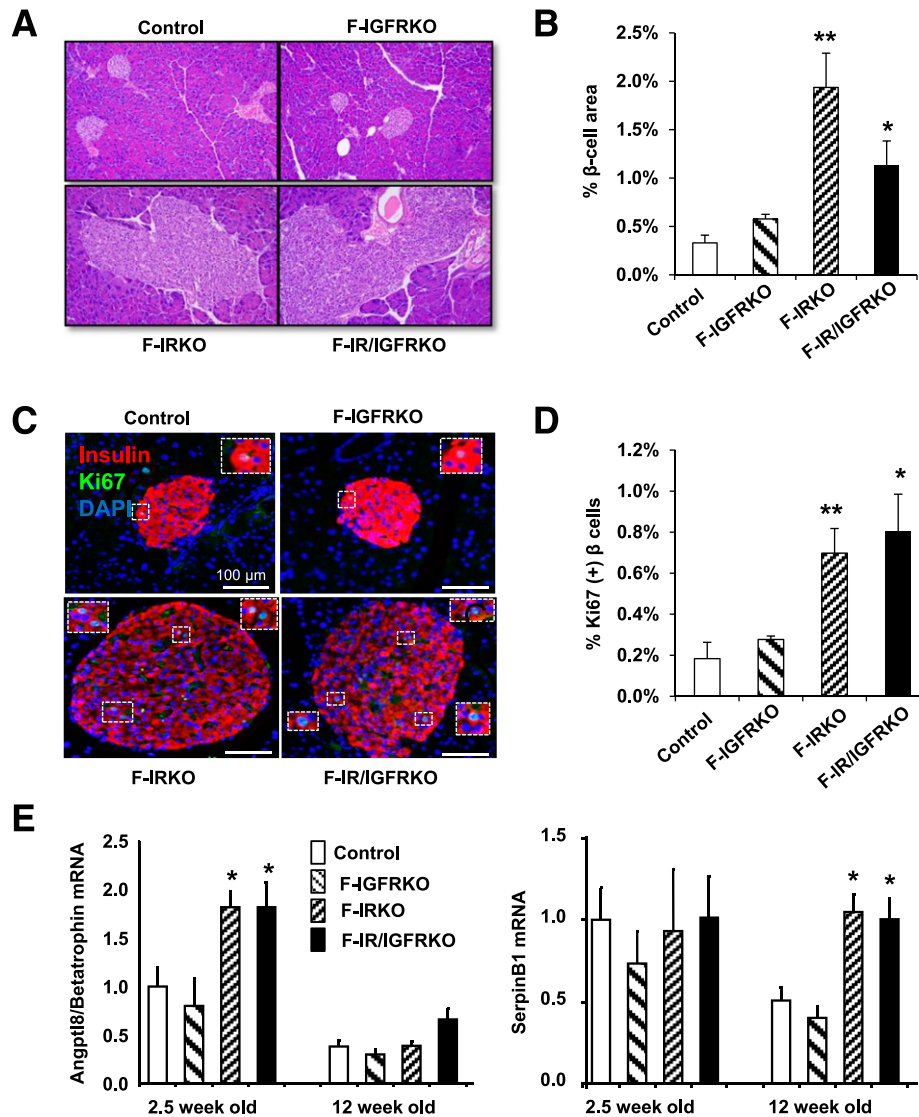 A
Control
F-IGFRKO
F-IRKO
F-IR/IGFRKO
B
2.5%
2.0%
1.5%
1.0%
0.5%
0.0%
% β-cell area
**
*
Control
F-IGFRKO
F-IRKO
F-IR/IGFRKO
C
Control
F-IGFRKO
Insulin
Ki67
DAPI
100 μm
F-IRKO
F-IR/IGFRKO
D
1.2%
1.0%
0.8%
0.6%
0.4%
0.2%
0.0%
% Ki67 (+) β cells
**
*
Control
F-IGFRKO
F-IRKO
F-IR/IGFRKO
E
Angptl8/Betatrophin mRNA
2.5
2.0
1.5
1.0
0.5
0.0
* *
2.5 week old 12 week old
Control
F-IGFRKO
F-IRKO
F-IR/IGFRKO
SerpinB1 mRNA
1.5
1.0
0.5
0.0
* *
2.5 week old 12 week old